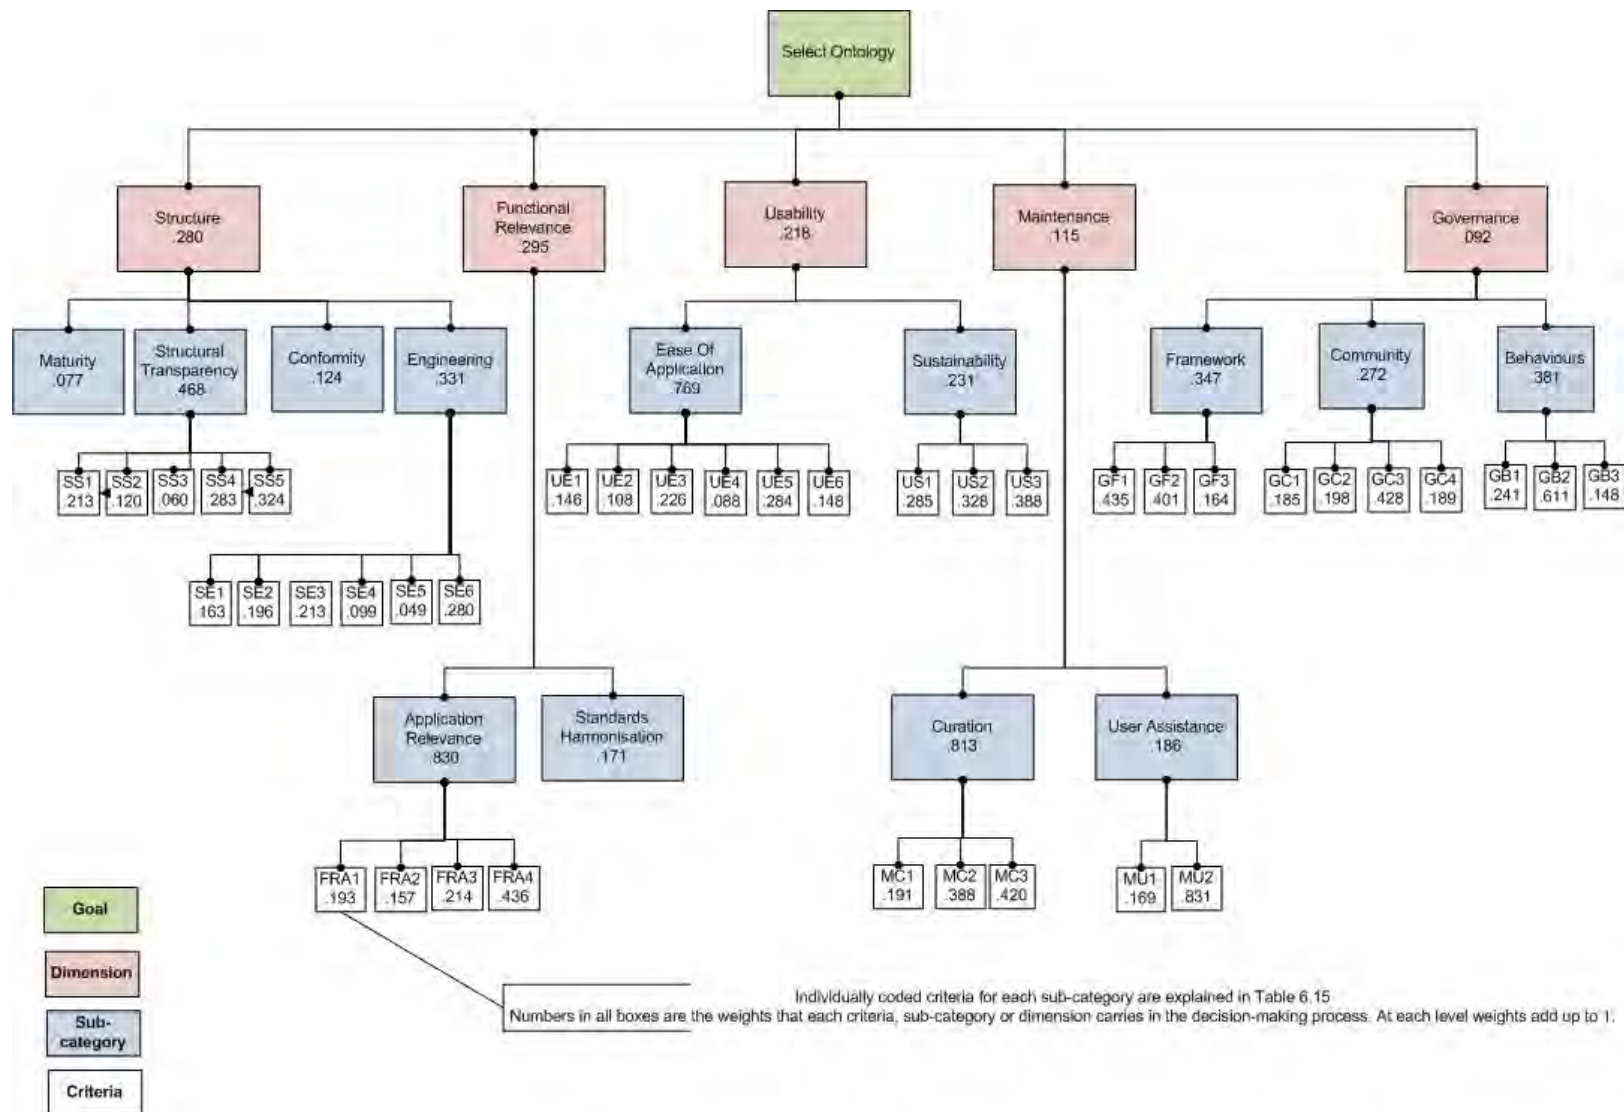 Select Ontology
Structure
.280
Functional
Relevance
.295
Usability
.218
Maintenance
.115
Governance
.092
Maturity
.077
Structural
Transparency
.468
Conformity
.124
Engineering
.331
Ease Of
Application
.769
Sustainability
.231
Framework
.347
Community
.272
Behaviours
.381
SS1
.213
SS2
.120
SS3
.060
SS4
.283
SS5
.324
UE1
.146
UE2
.108
UE3
.226
UE4
.088
UE5
.284
UE6
.148
US1
.285
US2
.328
US3
.388
GF1
.435
GF2
.401
GF3
.164
GC1
.185
GC2
.198
GC3
.428
GC4
.189
GB1
.241
GB2
.611
GB3
.148
SE1
.163
SE2
.196
SE3
.213
SE4
.099
SE5
.049
SE6
.280
Application
Relevance
.830
Standards
Harmonisation
.171
Curation
.813
User Assistance
.186
FRA1
.193
FRA2
.157
FRA3
.214
FRA4
.436
MC1
.191
MC2
.388
MC3
.420
MU1
.169
MU2
.831
Goal
Dimension
Sub-
category
Criteria
Individually coded criteria for each sub-category are explained in Table 6.15
Numbers in all boxes are the weights that each criteria, sub-category or dimension carries in the decision-making process. At each level weights add up to 1.